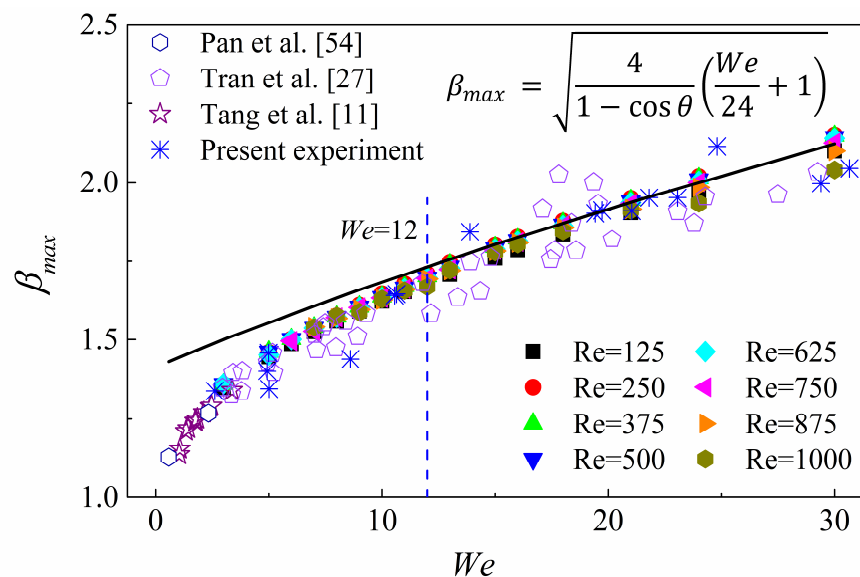 2.5
2.0
1.5
1.0
β_max
Pan et al. [54]
Tran et al. [27]
Tang et al. [11]
Present experiment
β_max = √(4/(1 − cos θ) (We/24 + 1))
We=12
Re=125
Re=625
Re=250
Re=750
Re=375
Re=875
Re=500
Re=1000
0 10 20 30
We